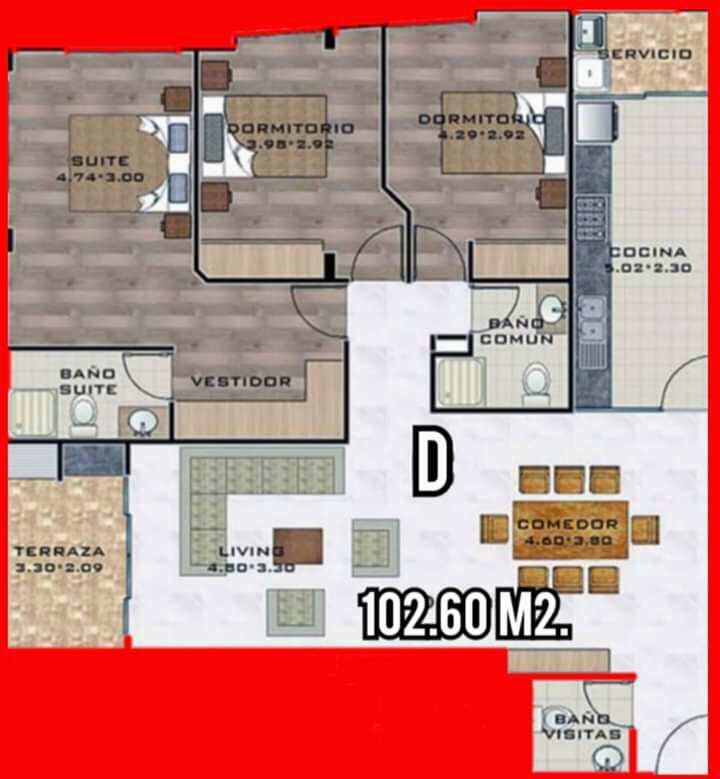 SERVICIO
DORMITORIO
3.98*2.92
DORMITORIO
4.29*2.92
SUITE
4.74*3.00
COCINA
5.02*2.30
BAÑO
COMUN
BAÑO
SUITE
VESTIDOR
D
TERRAZA
3.30*2.09
LIVING
4.80*3.30
COMEDOR
4.60*3.80
102.60 M2.
BAÑO
VISITAS